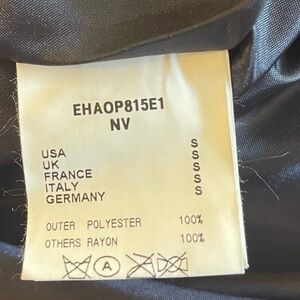 EHAOP815E1
NV
USA S
UK S
FRANCE S
ITALY S
GERMANY S
OUTER POLYESTER 100%
OTHERS RAYON 100%
A